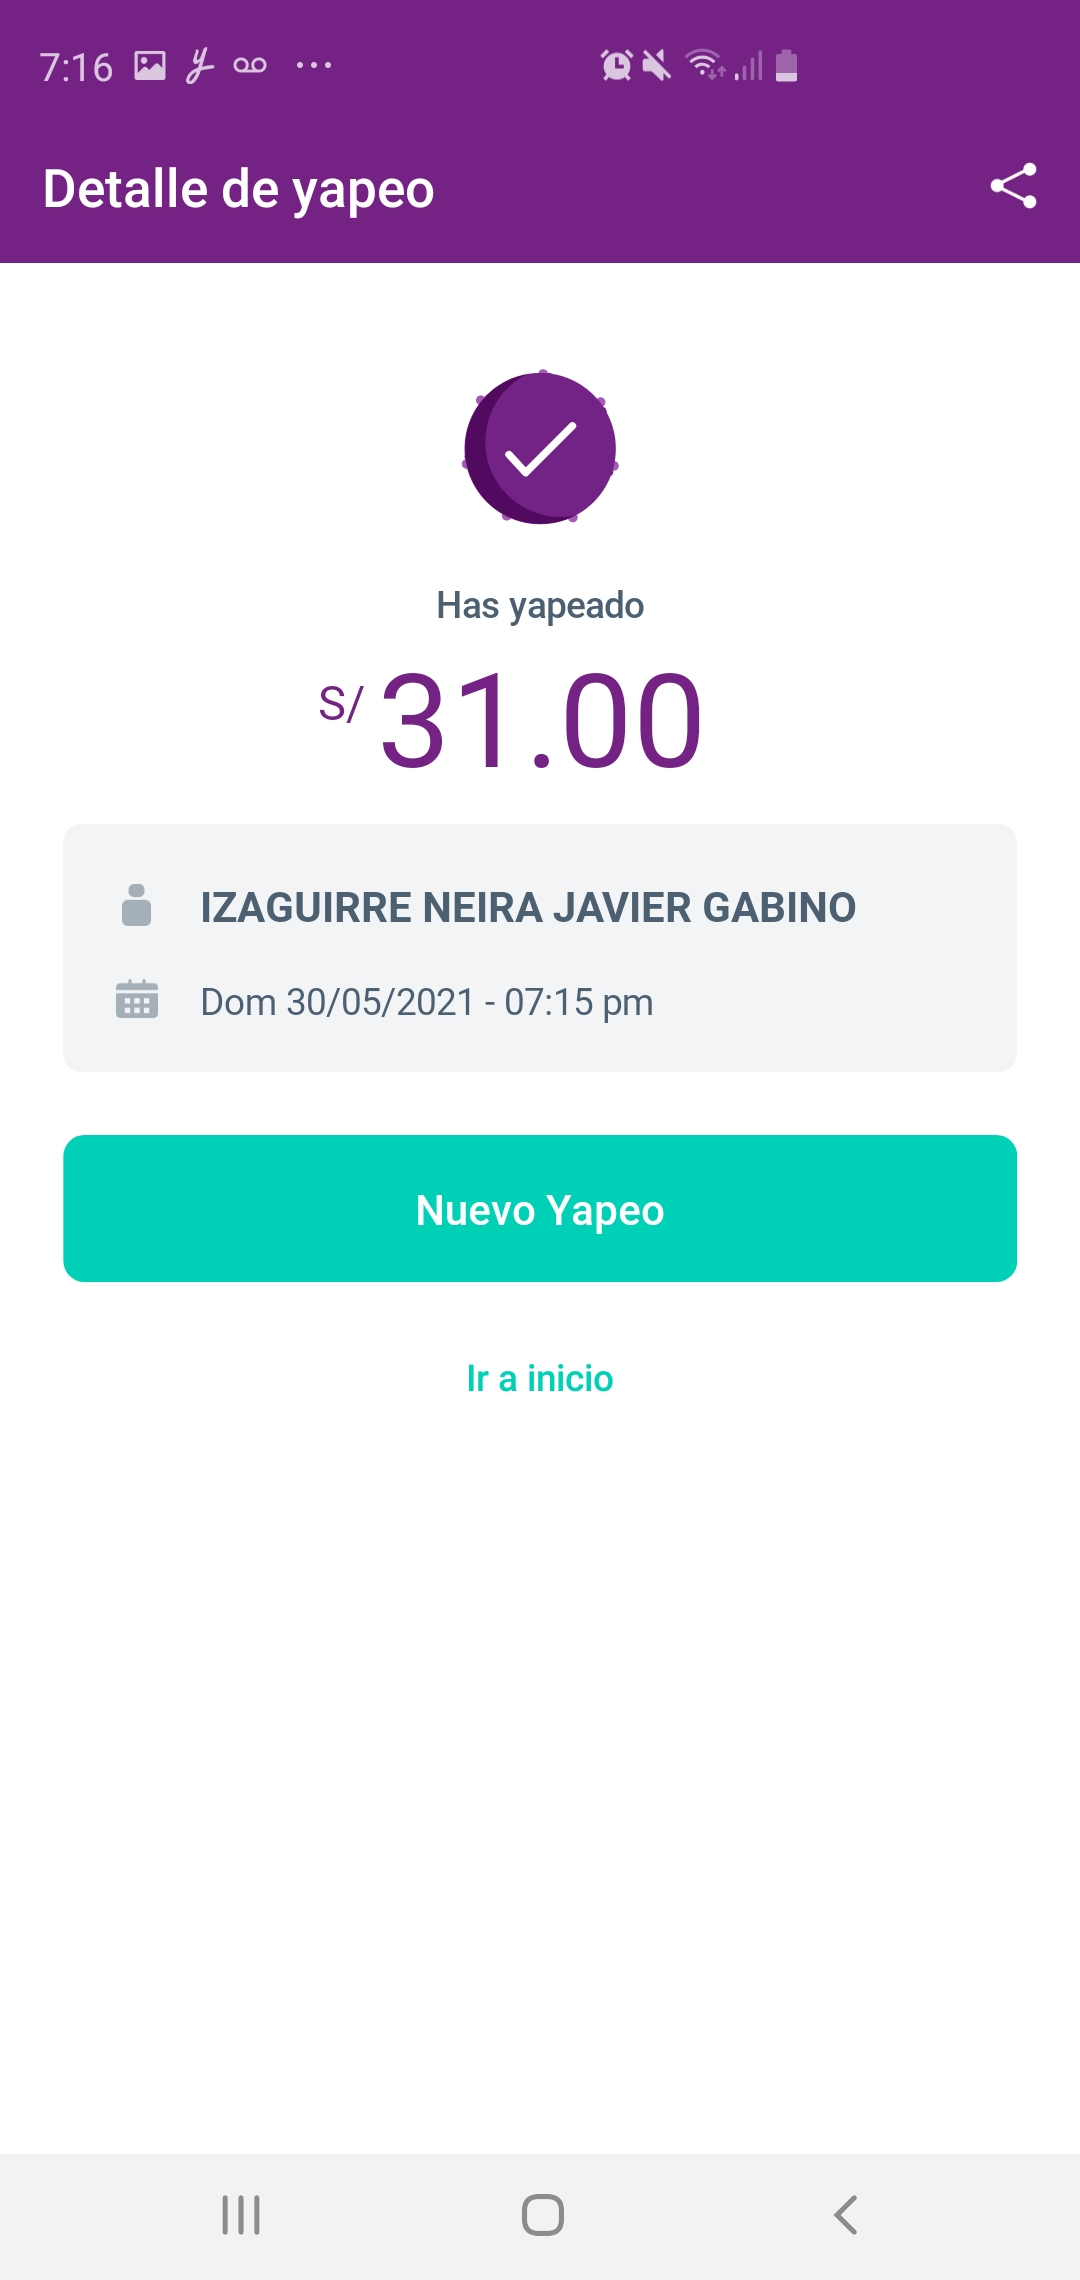 7:16
Detalle de yapeo
Has yapeado
S/ 31.00
IZAGUIRRE NEIRA JAVIER GABINO
Dom 30/05/2021 - 07:15 pm
Nuevo Yapeo
Ir a inicio